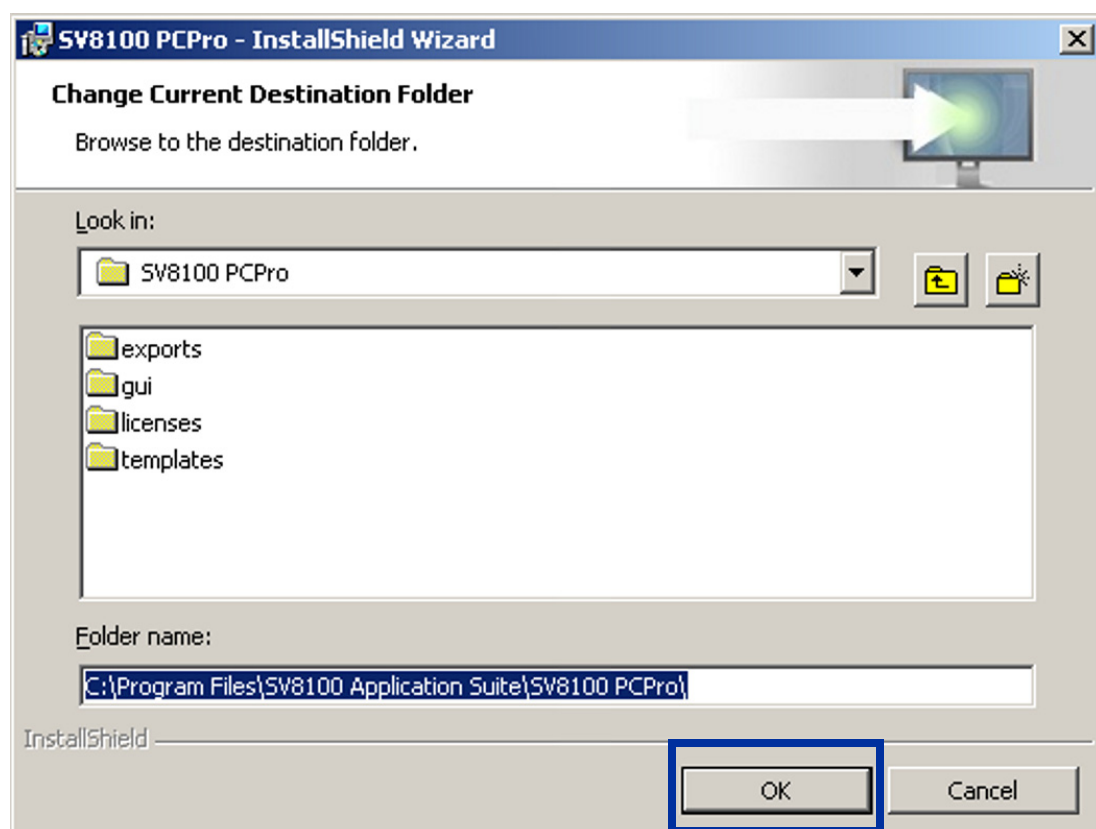 SV8100 PCPro - InstallShield Wizard
Change Current Destination Folder
Browse to the destination folder.
Look in:
SV8100 PCPro
exports
gui
licenses
templates
Folder name:
C:\Program Files\SV8100 Application Suite\SV8100 PCPro\
InstallShield
OK Cancel